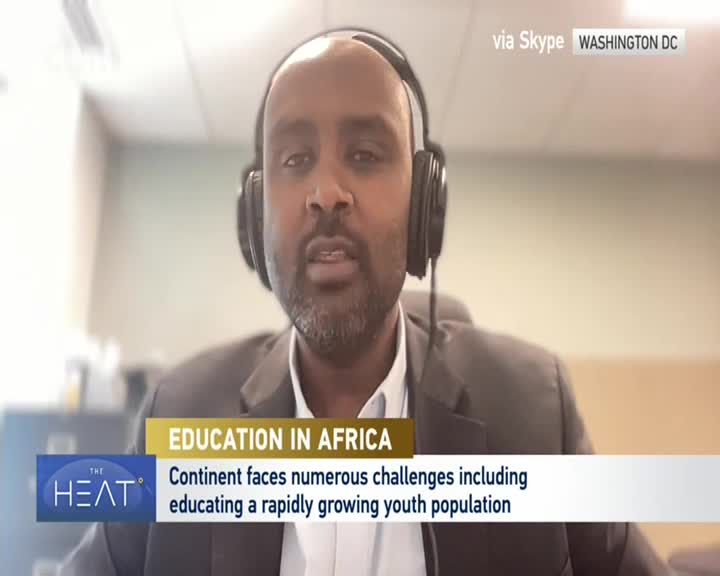 via Skype WASHINGTON DC
EDUCATION IN AFRICA
THE
HEAT
Continent faces numerous challenges including
educating a rapidly growing youth population